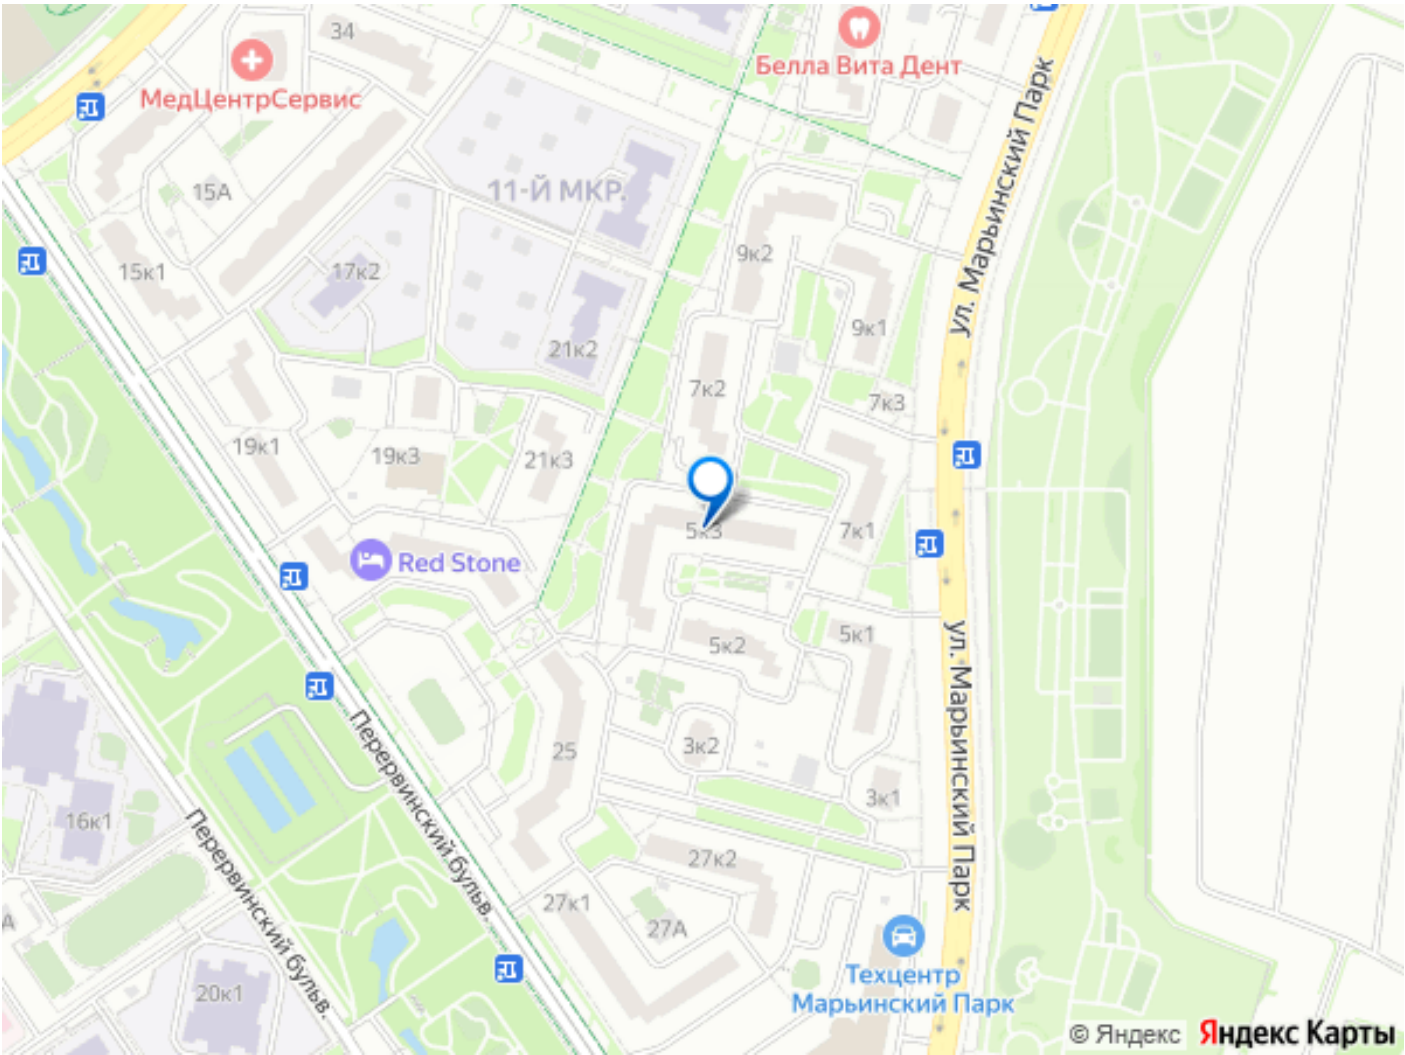 34
Белла Вита Дент
МедЦентрСервис
ул. Марьинский Парк
11-Й МКР.
15А
9к2
15к1
17к2
9к1
21к2
7к2
7к3
19к1
19к3
21к3
5к3
7к1
Red Stone
5к2
5к1
ул. Марьинский Парк
Перервинский бульв.
25
3к2
3к1
16к1
Перервинский бульв.
27к2
27к1
27А
А
Техцентр
Марьинский Парк
20к1
© Яндекс Яндекс Карты